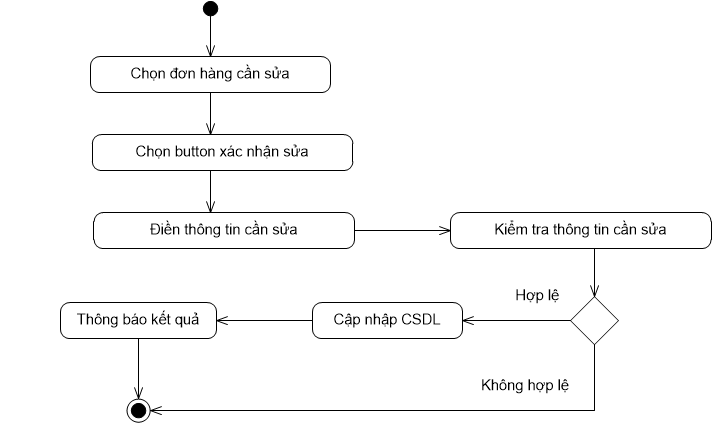 Chọn đơn hàng cần sửa
Chọn button xác nhận sửa
Điền thông tin cần sửa
Kiểm tra thông tin cần sửa
Hợp lệ
Thông báo kết quả
Cập nhập CSDL
Không hợp lệ